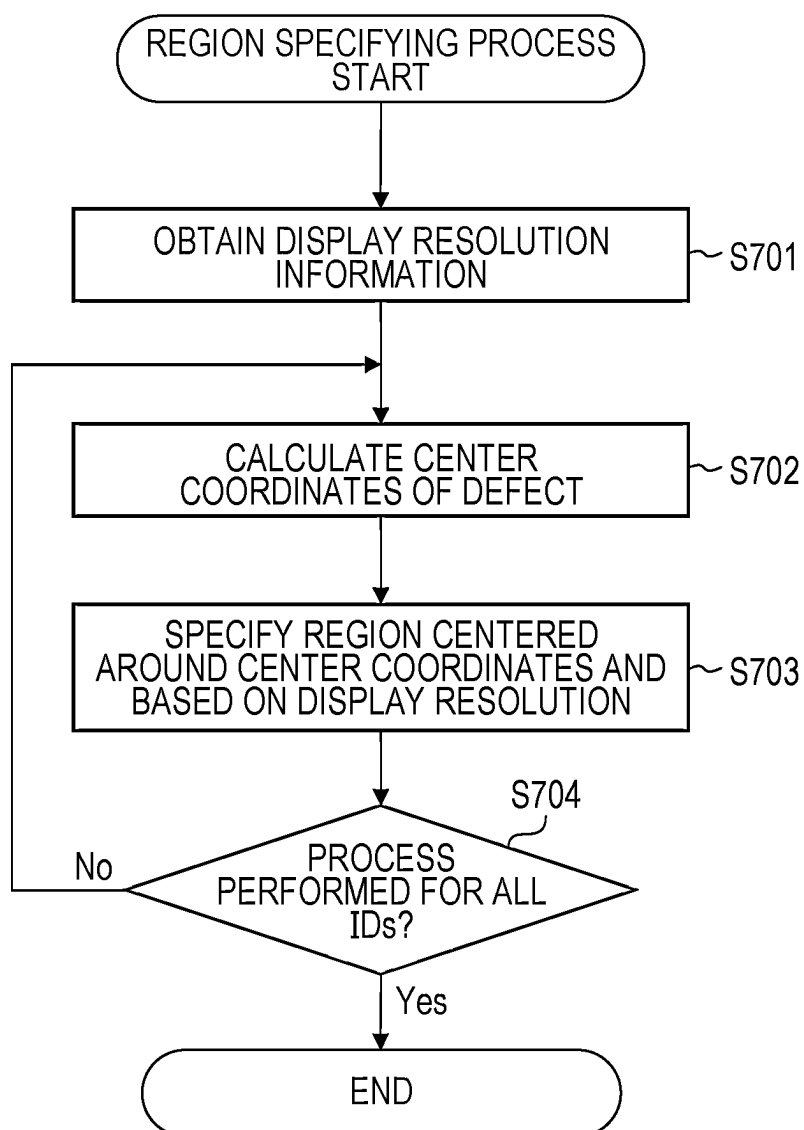 REGION SPECIFYING PROCESS
START
OBTAIN DISPLAY RESOLUTION
INFORMATION
S701
CALCULATE CENTER
COORDINATES OF DEFECT
S702
SPECIFY REGION CENTERED
AROUND CENTER COORDINATES AND
BASED ON DISPLAY RESOLUTION
S703
S704
PROCESS
PERFORMED FOR ALL
IDs?
No
Yes
END